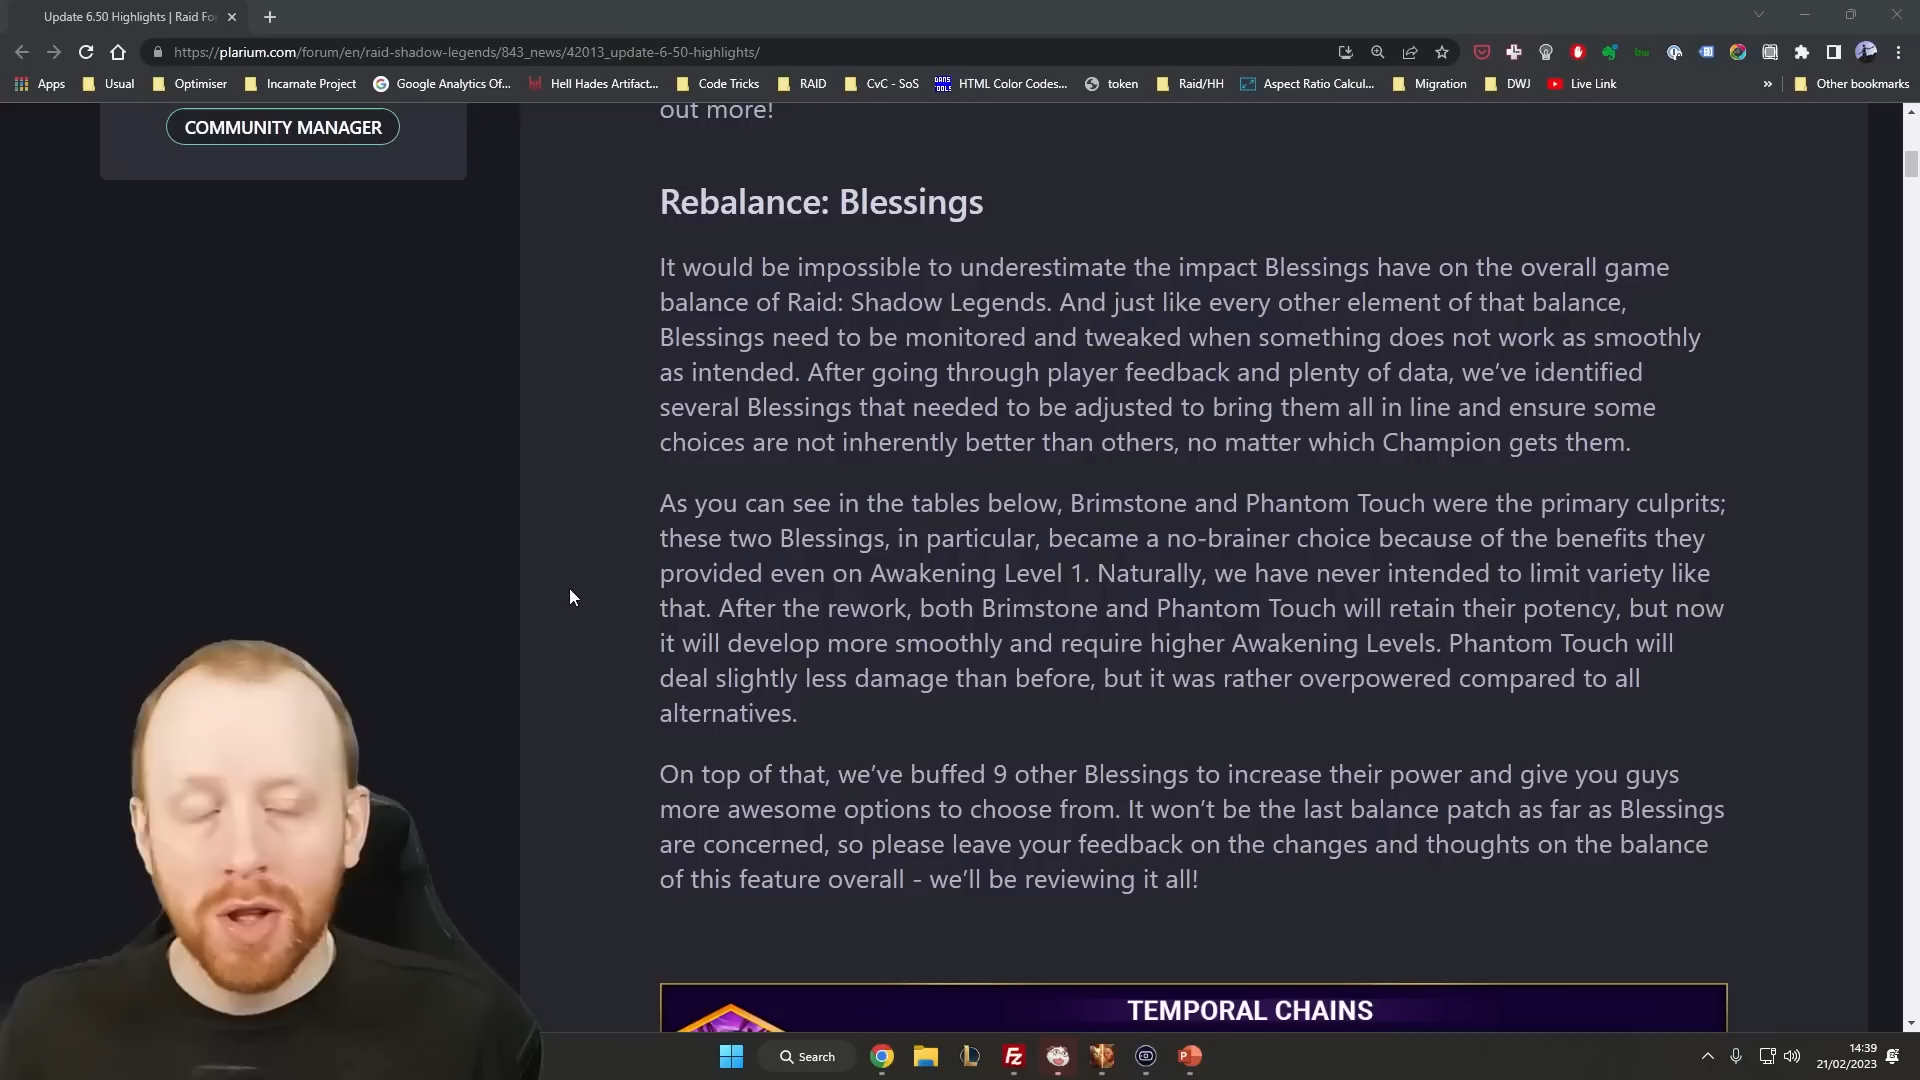 Update 6.50 Highlights | Raid Fo
https://plarium.com/forum/en/raid-shadow-legends/843_news/42013_update-6-50-highlights/
Apps Usual Optimiser Incarnate Project Google Analytics Of... Hell Hades Artifact... Code Tricks RAID CvC - SoS HTML Color Codes... token Raid/HH Aspect Ratio Calcul... Migration DWJ Live Link » Other bookmarks
out more!
COMMUNITY MANAGER
Rebalance: Blessings
It would be impossible to underestimate the impact Blessings have on the overall game
balance of Raid: Shadow Legends. And just like every other element of that balance,
Blessings need to be monitored and tweaked when something does not work as smoothly
as intended. After going through player feedback and plenty of data, we've identified
several Blessings that needed to be adjusted to bring them all in line and ensure some
choices are not inherently better than others, no matter which Champion gets them.
As you can see in the tables below, Brimstone and Phantom Touch were the primary culprits;
these two Blessings, in particular, became a no-brainer choice because of the benefits they
provided even on Awakening Level 1. Naturally, we have never intended to limit variety like
that. After the rework, both Brimstone and Phantom Touch will retain their potency, but now
it will develop more smoothly and require higher Awakening Levels. Phantom Touch will
deal slightly less damage than before, but it was rather overpowered compared to all
alternatives.
On top of that, we've buffed 9 other Blessings to increase their power and give you guys
more awesome options to choose from. It won't be the last balance patch as far as Blessings
are concerned, so please leave your feedback on the changes and thoughts on the balance
of this feature overall - we'll be reviewing it all!
TEMPORAL CHAINS
Search
14:39
21/02/2023